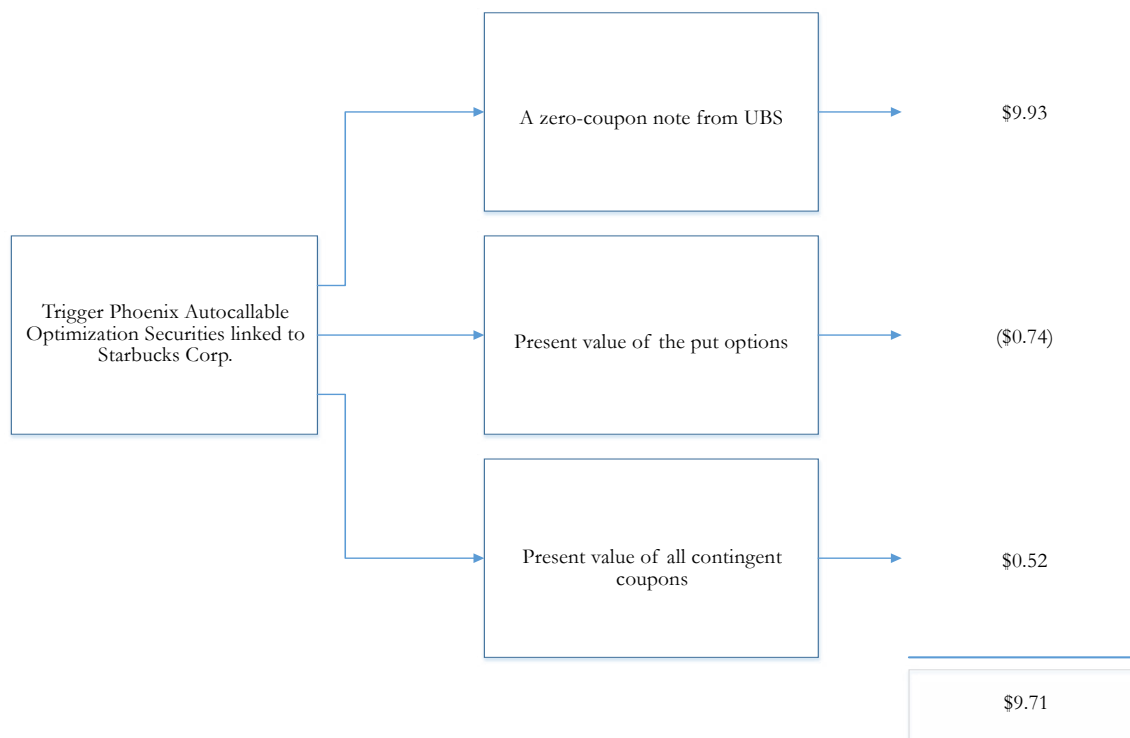 A zero-coupon note from UBS
$9.93
Trigger Phoenix Autocallable
Optimization Securities linked to
Starbucks Corp.
Present value of the put options
($0.74)
Present value of all contingent
coupons
$0.52
$9.71